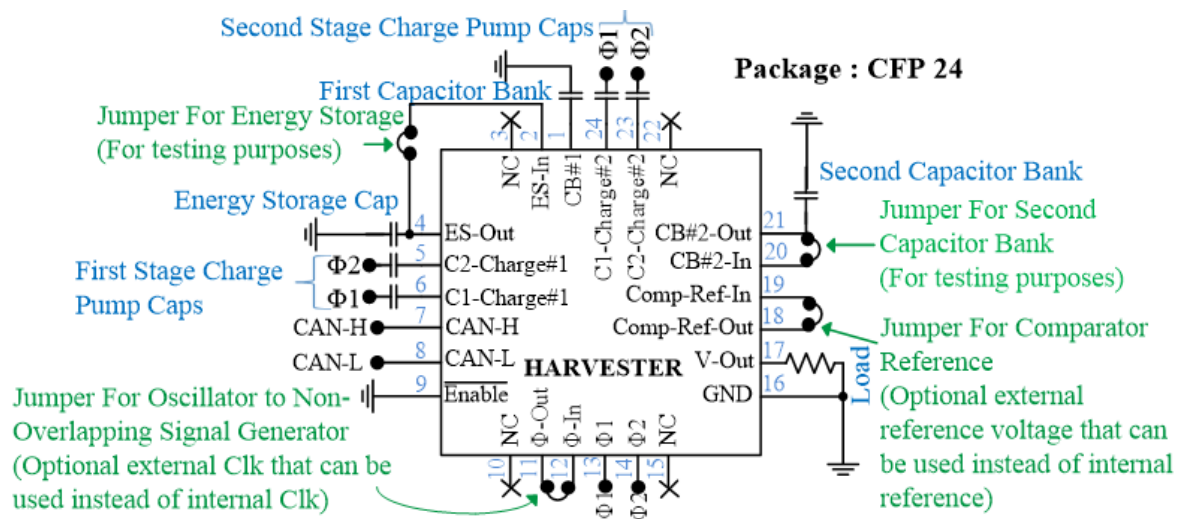 Second Stage Charge Pump Caps
Φ1
Φ2
Package : CFP 24
First Capacitor Bank
Jumper For Energy Storage
(For testing purposes)
3
2
1
24
23
22
NC
ES-In
CB#1
C1-Charge#2
C2-Charge#2
NC
Second Capacitor Bank
Energy Storage Cap
4
ES-Out
5
C2-Charge#1
6
C1-Charge#1
7
CAN-H
8
CAN-L
9
Enable
Φ2
Φ1
First Stage Charge
Pump Caps
CAN-H
CAN-L
HARVESTER
21
CB#2-Out
20
CB#2-In
19
Comp-Ref-In
18
Comp-Ref-Out
17
V-Out
16
GND
Load
Jumper For Second
Capacitor Bank
(For testing purposes)
Jumper For Comparator
Reference
(Optional external
reference voltage that can
be used instead of internal
reference)
Jumper For Oscillator to Non-
Overlapping Signal Generator
(Optional external Clk that can be
used instead of internal Clk)
NC
Φ-Out
Φ-In
Φ1
Φ2
NC
10
11
12
13
14
15
Φ1
Φ2